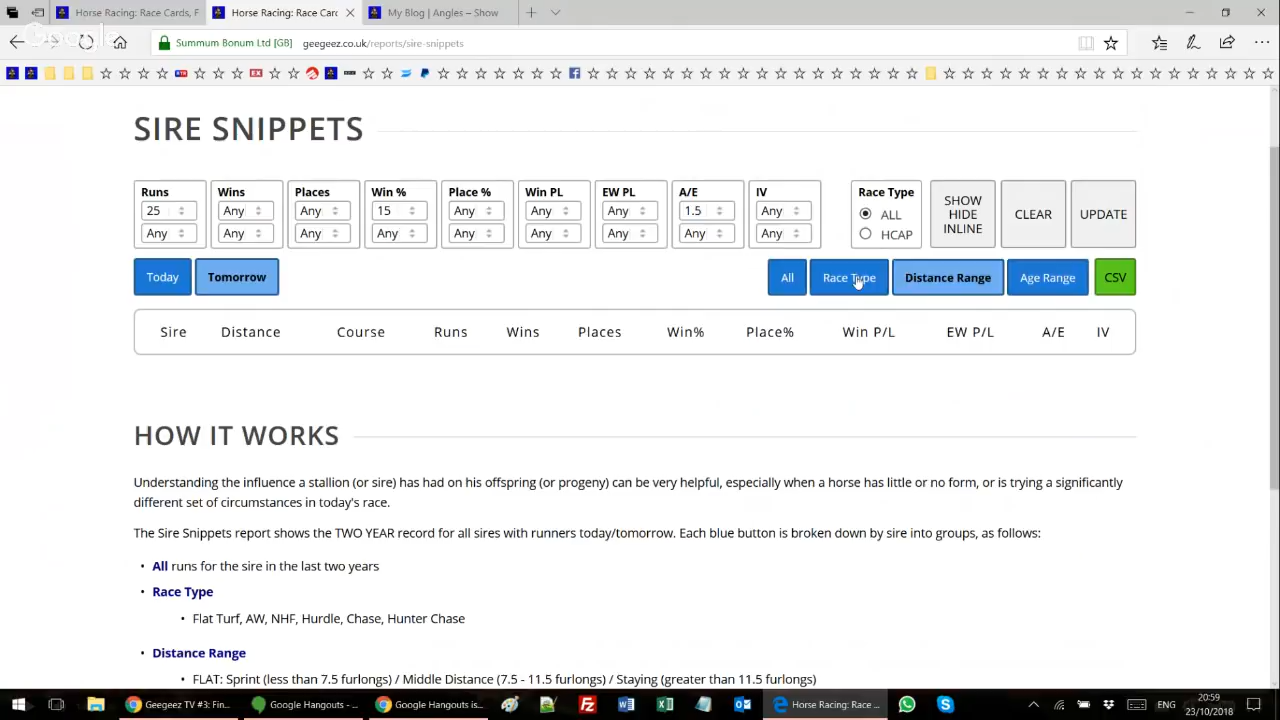 Horse Racing: Race Cards, F
Horse Racing: Race Carc
My Blog | Angles – Show
Google
Summum Bonum Ltd [GB]
geegeez.co.uk/reports/sire-snippets
SIRE SNIPPETS
Runs Wins Places Win % Place % Win PL EW PL A/E IV Race Type
25 Any Any 15 Any Any Any 1.5 Any ALL
Any Any Any Any Any Any Any Any Any HCAP
SHOW
HIDE
INLINE
CLEAR
UPDATE
Today Tomorrow All Race Type Distance Range Age Range CSV
Sire Distance Course Runs Wins Places Win% Place% Win P/L EW P/L A/E IV
HOW IT WORKS
Understanding the influence a stallion (or sire) has had on his offspring (or progeny) can be very helpful, especially when a horse has little or no form, or is trying a significantly
different set of circumstances in today's race.
The Sire Snippets report shows the TWO YEAR record for all sires with runners today/tomorrow. Each blue button is broken down by sire into groups, as follows:
• All runs for the sire in the last two years
• Race Type
• Flat Turf, AW, NHF, Hurdle, Chase, Hunter Chase
• Distance Range
• FLAT: Sprint (less than 7.5 furlongs) / Middle Distance (7.5 - 11.5 furlongs) / Staying (greater than 11.5 furlongs)
Geegeez TV #3: Fin...
Google Hangouts - ...
Google Hangouts is...
Horse Racing: Race ...
ENG
20:59
23/10/2018